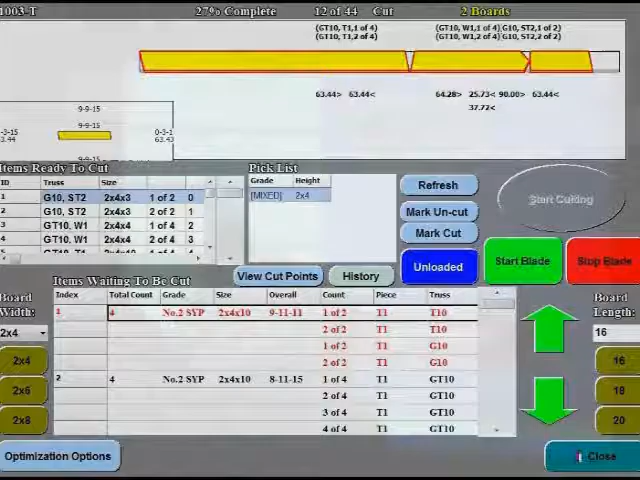 1003-T 27% Complete 12 of 44 Cut 2 Boards
(GT10, T1,1 of 4) (GT10, W1,1 of 4) G10, ST2,1 of 2)
(GT10, T1,2 of 4) (GT10, W1,2 of 4) G10, ST2,2 of 2)
63.44> 63.44< 64.28> 25.73< 90.00> 63.44<
37.72<
9-9-15
9-9-15
9-9-15
0-3-1
63.43
Items Ready To Cut
ID Truss Size
1 G10, ST2 2x4x3 1 of 2 0
2 G10, ST2 2x4x3 2 of 2 1
3 GT10, W1 2x4x4 1 of 4 2
4 GT10, W1 2x4x4 2 of 4 3
Pick List
Grade Height
[MIXED] 2x4
Refresh
Mark Un-cut
Mark Cut
Unloaded
Start Cutting
Start Blade
Stop Blade
View Cut Points
History
Items Waiting To Be Cut
Index Total Count Grade Size Overall Count Piece Truss
1 4 No.2 SYP 2x4x10 9-11-11 1 of 2 T1 T10
2 of 2 T1 T10
1 of 2 T1 G10
2 of 2 T1 G10
2 4 No.2 SYP 2x4x10 8-11-15 1 of 4 T1 GT10
2 of 4 T1 GT10
3 of 4 T1 GT10
4 of 4 T1 GT10
Board
Width:
2x4
2x4
2x6
2x8
Board
Length:
16
16
18
20
Optimization Options
Close